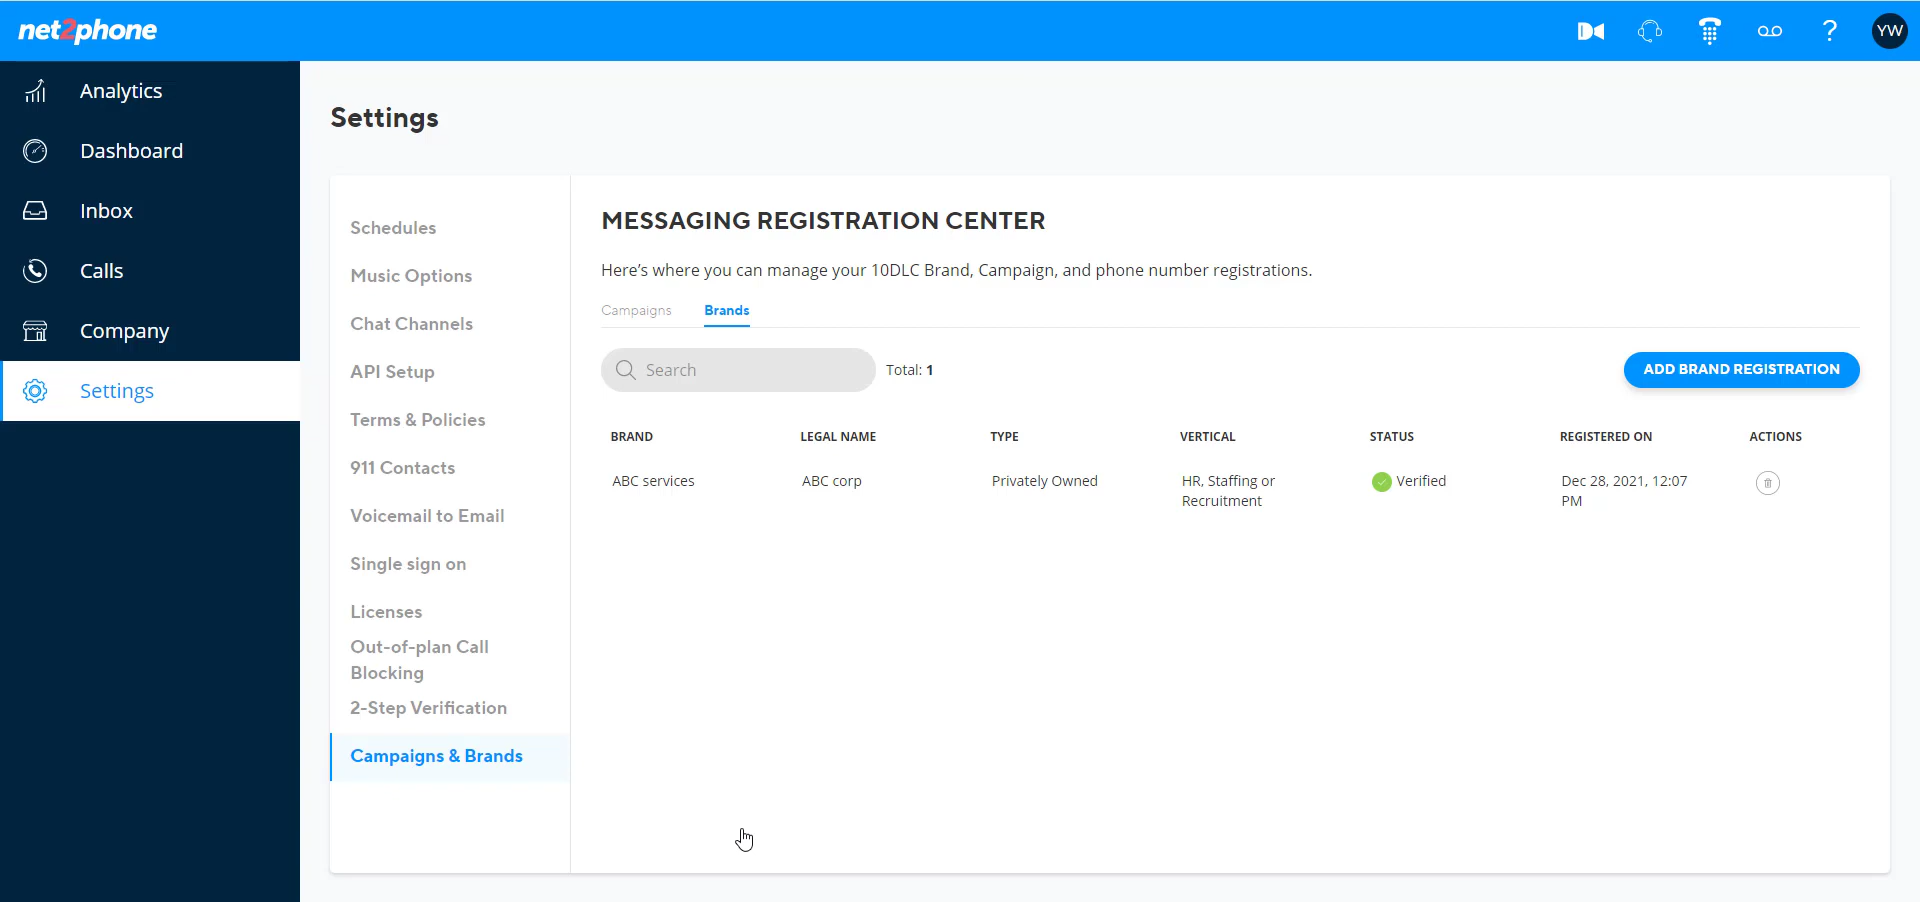 net2phone
YW
Analytics
Dashboard
Inbox
Calls
Company
Settings
Settings
Schedules
Music Options
Chat Channels
API Setup
Terms & Policies
911 Contacts
Voicemail to Email
Single sign on
Licenses
Out-of-plan Call
Blocking
2-Step Verification
Campaigns & Brands
MESSAGING REGISTRATION CENTER
Here’s where you can manage your 10DLC Brand, Campaign, and phone number registrations.
Campaigns Brands
Search Total: 1 ADD BRAND REGISTRATION
BRAND LEGAL NAME TYPE VERTICAL STATUS REGISTERED ON ACTIONS
ABC services ABC corp Privately Owned HR, Staffing or Verified Dec 28, 2021, 12:07
Recruitment PM